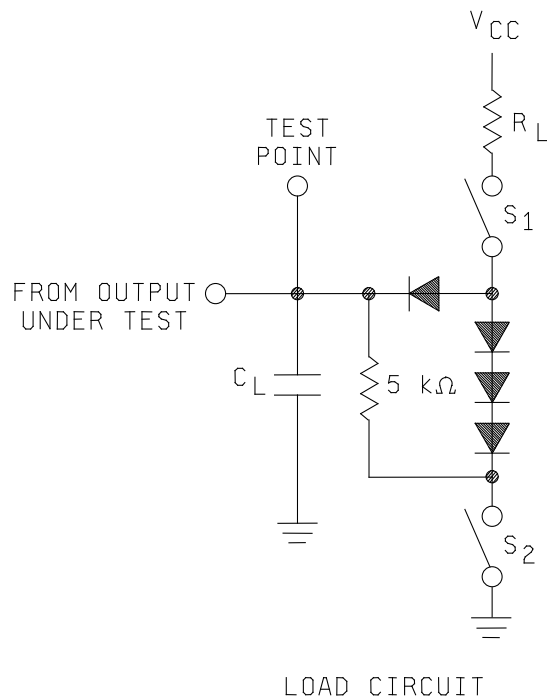 VCC
RL
TEST
POINT
S1
FROM OUTPUT
UNDER TEST
CL
5 kΩ
S2
LOAD CIRCUIT